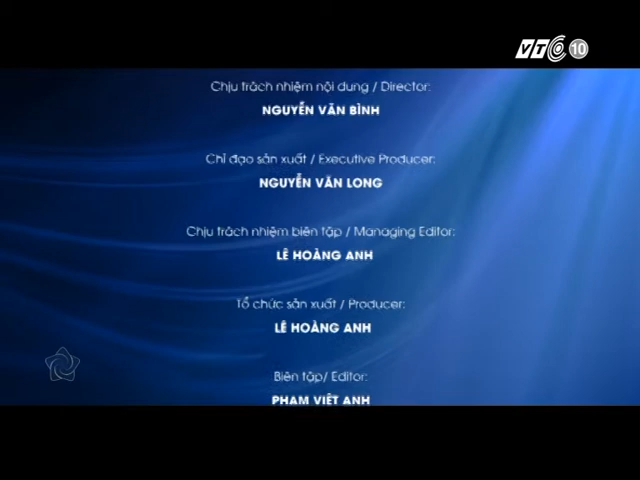 VTC 10
Chịu trách nhiệm nội dung / Director:
NGUYỄN VĂN BÌNH
Chỉ đạo sản xuất / Executive Producer:
NGUYỄN VĂN LONG
Chịu trách nhiệm biên tập / Managing Editor:
LÊ HOÀNG ANH
Tổ chức sản xuất / Producer:
LÊ HOÀNG ANH
Biên tập/ Editor:
PHẠM VIỆT ANH